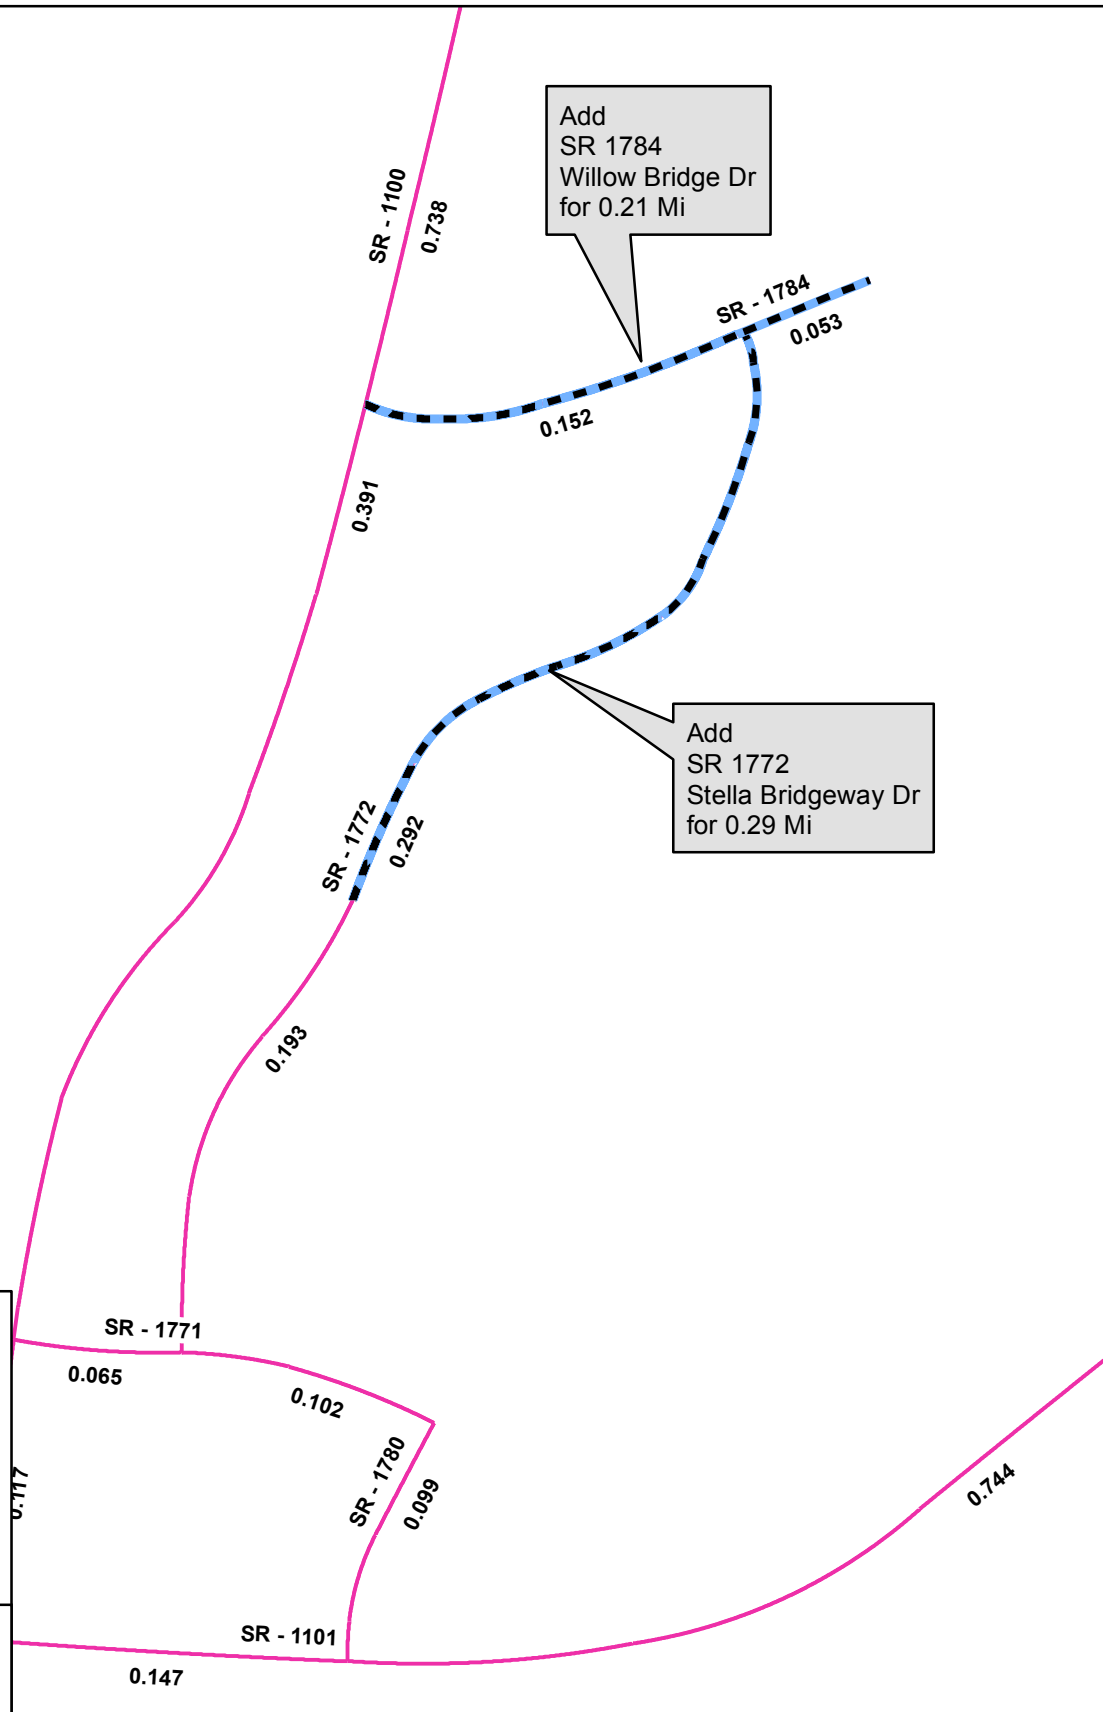 Add
SR 1784
Willow Bridge Dr
for 0.21 Mi
SR - 1100
0.738
SR - 1784
0.053
0.152
0.391
Add
SR 1772
Stella Bridgeway Dr
for 0.29 Mi
SR - 1772
0.292
0.193
SR - 1771
0.065
0.102
SR - 1780
0.099
0.117
0.744
SR - 1101
0.147